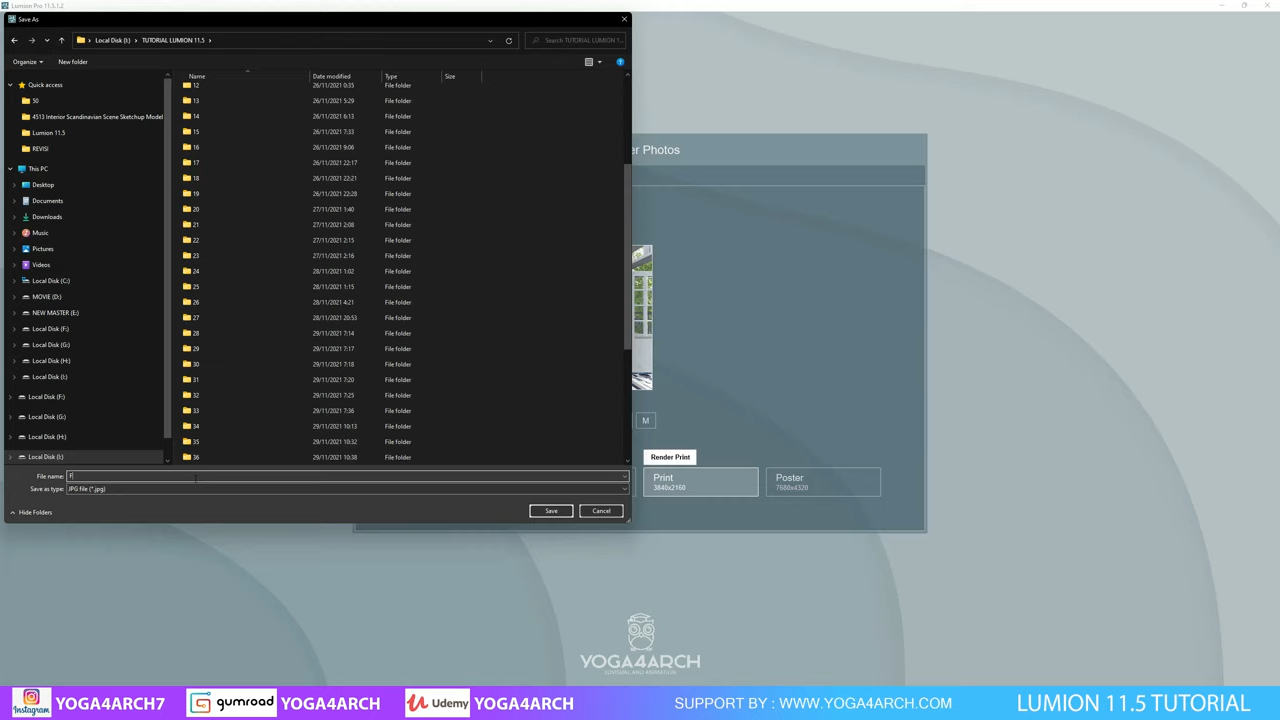 Lumion Pro 11.5.1.2
Save As
Local Disk (I:) > TUTORIAL LUMION 11.5 >
Search TUTORIAL LUMION 1...
Organize
New folder
Name
Date modified
Type
Size
Quick access
50
4513 Interior Scandinavian Scene Sketchup Model
Lumion 11.5
REVISI
This PC
Desktop
Documents
Downloads
Music
Pictures
Videos
Local Disk (C:)
MOVIE (D:)
NEW MASTER (E:)
Local Disk (F:)
Local Disk (G:)
Local Disk (H:)
Local Disk (I:)
Local Disk (F:)
Local Disk (G:)
Local Disk (H:)
Local Disk (I:)
12 26/11/2021 0:35 File folder
13 26/11/2021 5:29 File folder
14 26/11/2021 6:13 File folder
15 26/11/2021 7:33 File folder
16 26/11/2021 9:06 File folder
17 26/11/2021 22:17 File folder
18 26/11/2021 22:21 File folder
19 26/11/2021 22:28 File folder
20 27/11/2021 1:40 File folder
21 27/11/2021 2:08 File folder
22 27/11/2021 2:15 File folder
23 27/11/2021 2:16 File folder
24 28/11/2021 1:02 File folder
25 28/11/2021 1:15 File folder
26 28/11/2021 4:21 File folder
27 28/11/2021 20:53 File folder
28 29/11/2021 7:14 File folder
29 29/11/2021 7:17 File folder
30 29/11/2021 7:18 File folder
31 29/11/2021 7:20 File folder
32 29/11/2021 7:25 File folder
33 29/11/2021 7:36 File folder
34 29/11/2021 10:13 File folder
35 29/11/2021 10:32 File folder
36 29/11/2021 10:38 File folder
File name: F
Save as type: JPG file (*.jpg)
Hide Folders
Save
Cancel
er Photos
M
Render Print
Print
3840x2160
Poster
7680x4320
YOGA4ARCH
Instagram
YOGA4ARCH7
gumroad
YOGA4ARCH
Udemy
YOGA4ARCH
SUPPORT BY : WWW.YOGA4ARCH.COM
LUMION 11.5 TUTORIAL